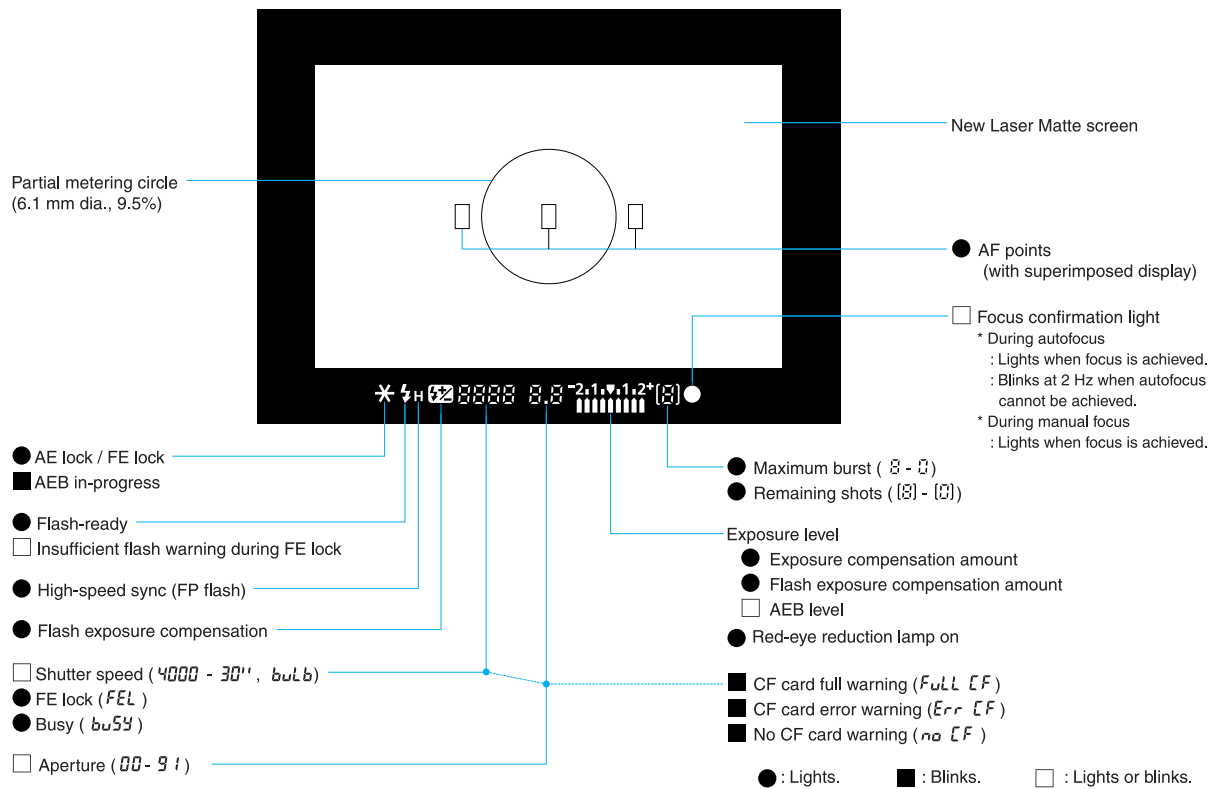 New Laser Matte screen
Partial metering circle
(6.1 mm dia., 9.5%)
AF points
(with superimposed display)
Focus confirmation light
* During autofocus
: Lights when focus is achieved.
: Blinks at 2 Hz when autofocus
cannot be achieved.
* During manual focus
: Lights when focus is achieved.
H 8888 8.8 -2.1.▼.1.2+ [8]
AE lock / FE lock
AEB in-progress
Flash-ready
Insufficient flash warning during FE lock
High-speed sync (FP flash)
Flash exposure compensation
Shutter speed ( 4000 - 30'' , buLb)
FE lock ( FEL )
Busy ( buSY )
Aperture ( 00 - 91 )
Maximum burst ( 8 - 0 )
Remaining shots ( [8] - [0] )
Exposure level
Exposure compensation amount
Flash exposure compensation amount
AEB level
Red-eye reduction lamp on
CF card full warning (FuLL CF )
CF card error warning (Err CF )
No CF card warning ( no CF )
: Lights.
: Blinks.
: Lights or blinks.